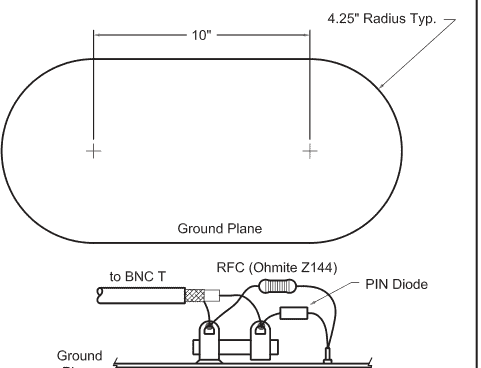 4.25" Radius Typ.
10"
Ground Plane
RFC (Ohmite Z144)
to BNC T
PIN Diode
Ground